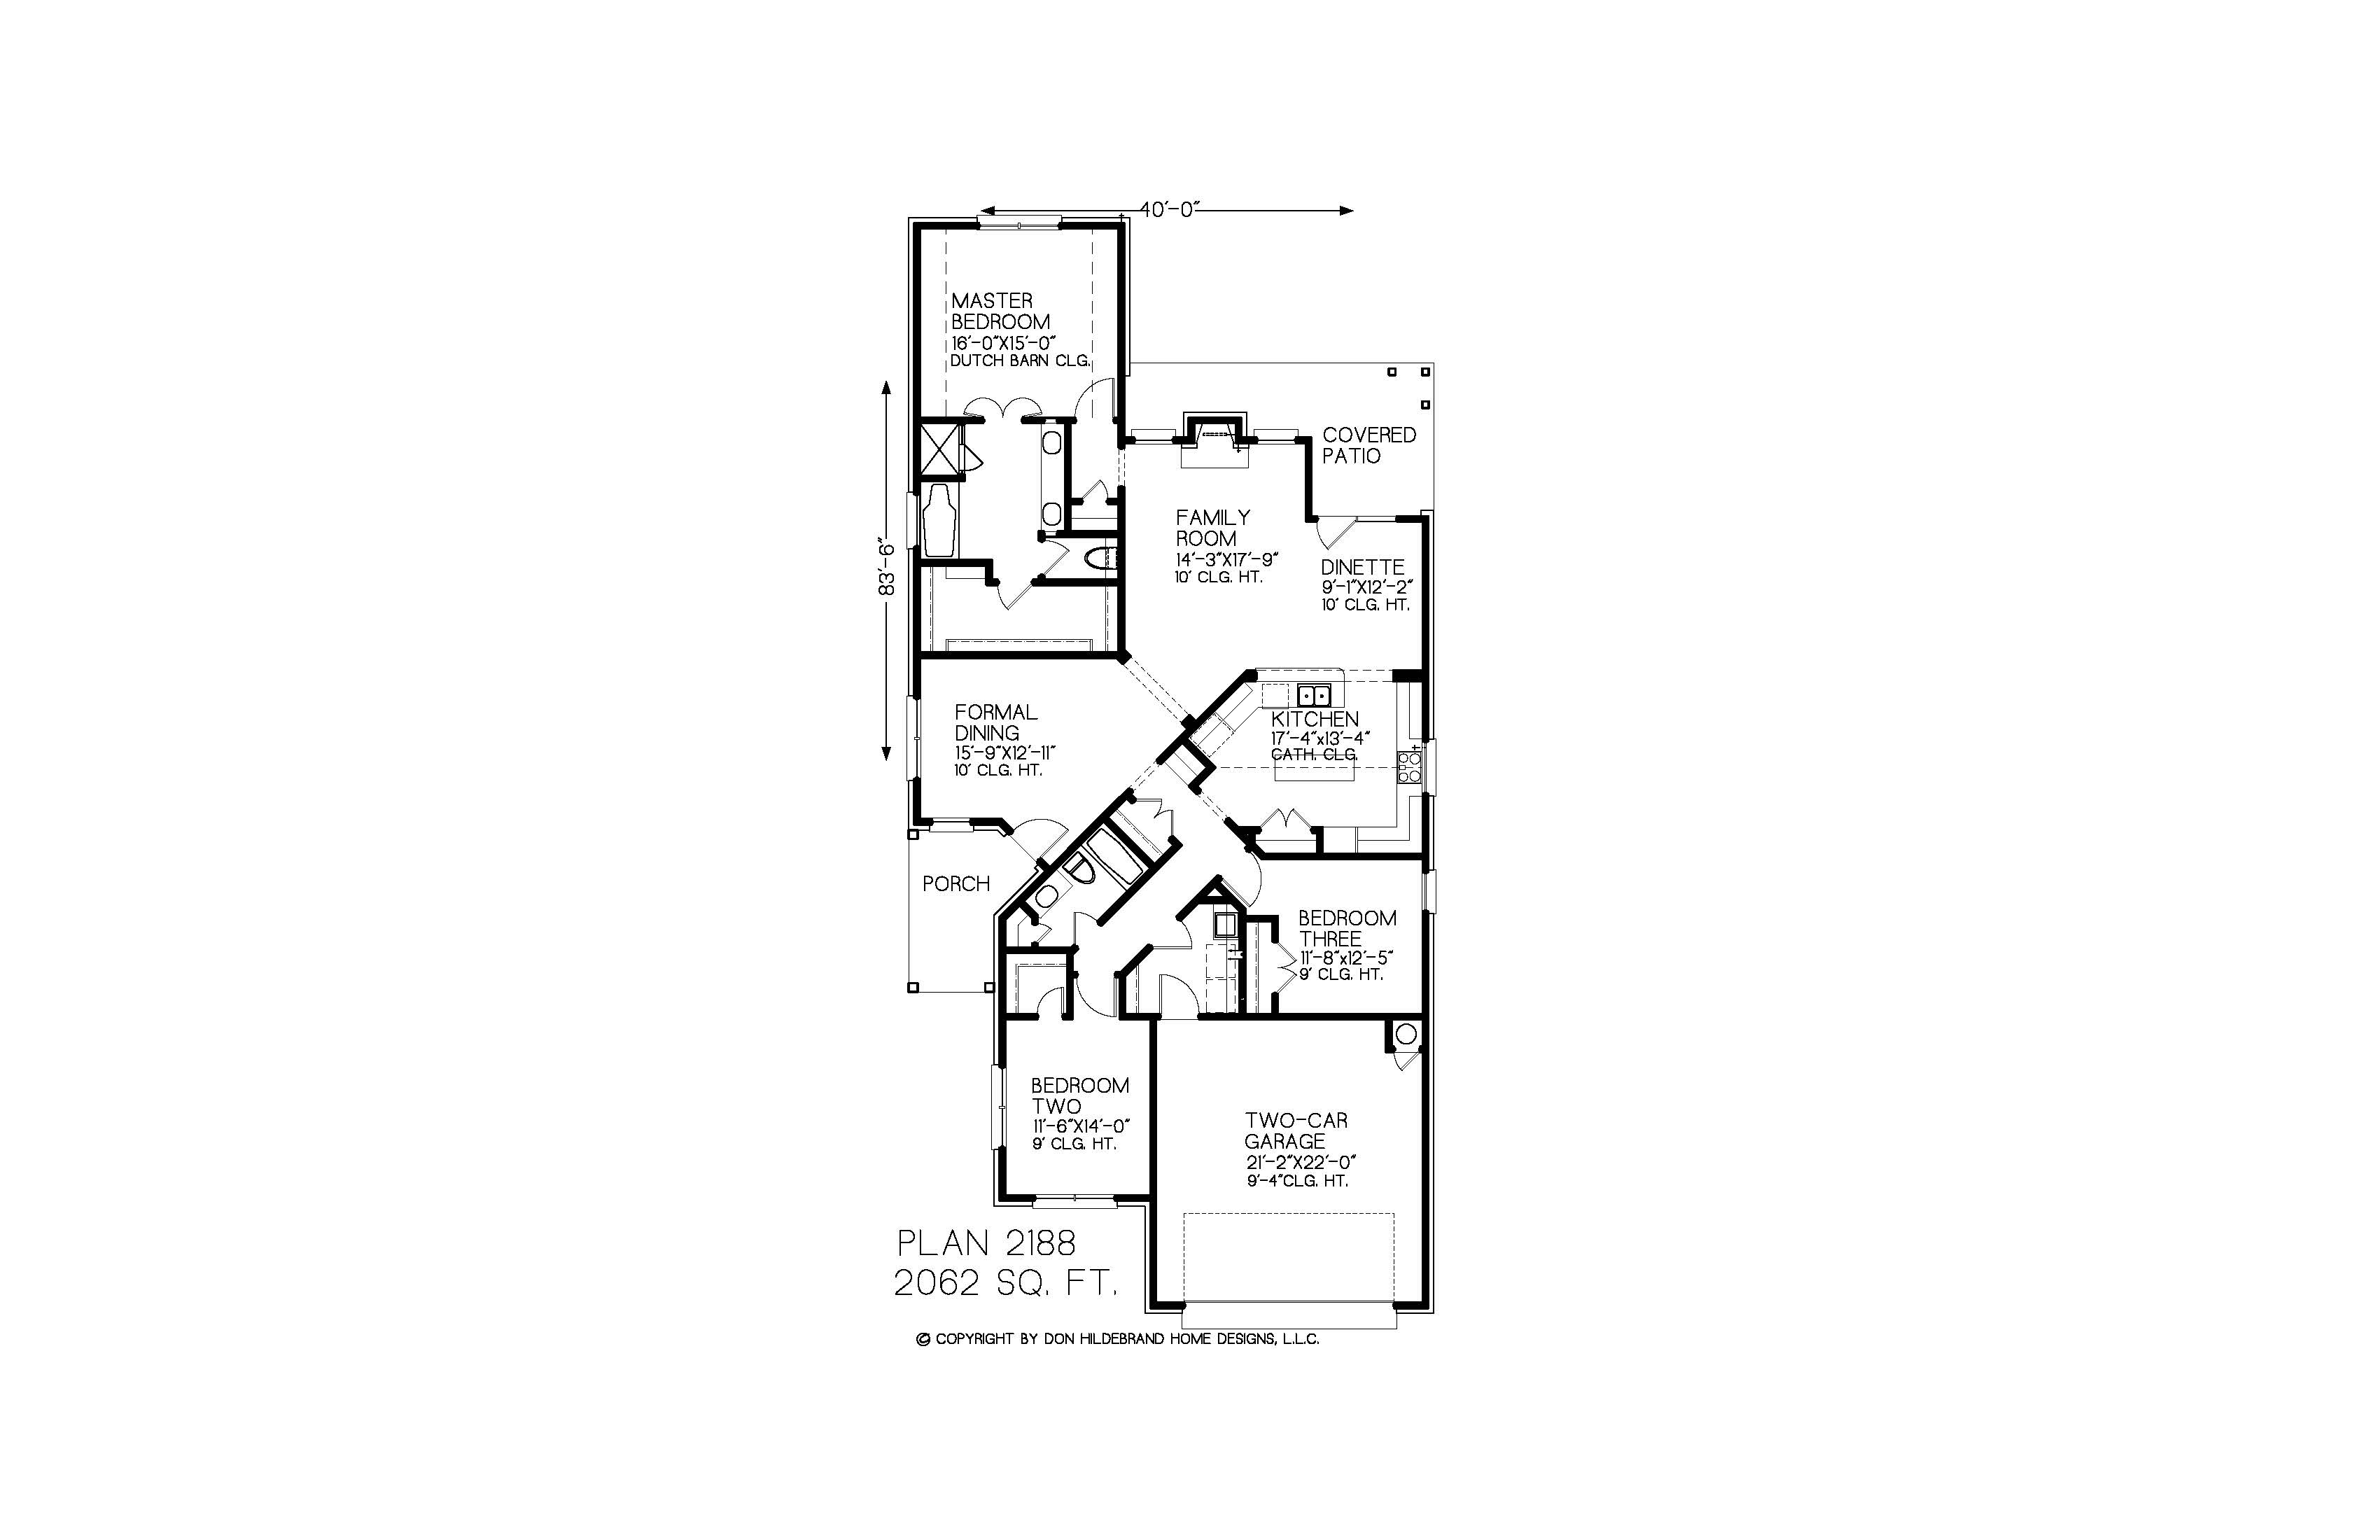 40'-0"
MASTER
BEDROOM
16'-0"X15'-0"
DUTCH BARN CLG.
COVERED
PATIO
83'-6"
FAMILY
ROOM
14'-3"X17'-9"
10' CLG. HT.
DINETTE
9'-1"X12'-2"
10' CLG. HT.
FORMAL
DINING
15'-9"X12'-11"
10' CLG. HT.
KITCHEN
17'-4"x13'-4"
CATH. CLG.
PORCH
BEDROOM
THREE
11'-8"x12'-5"
9' CLG. HT.
BEDROOM
TWO
11'-6"X14'-0"
9' CLG. HT.
TWO-CAR
GARAGE
21'-2"X22'-0"
9'-4"CLG. HT.
PLAN 2188
2062 SQ. FT.
© COPYRIGHT BY DON HILDEBRAND HOME DESIGNS, L.L.C.